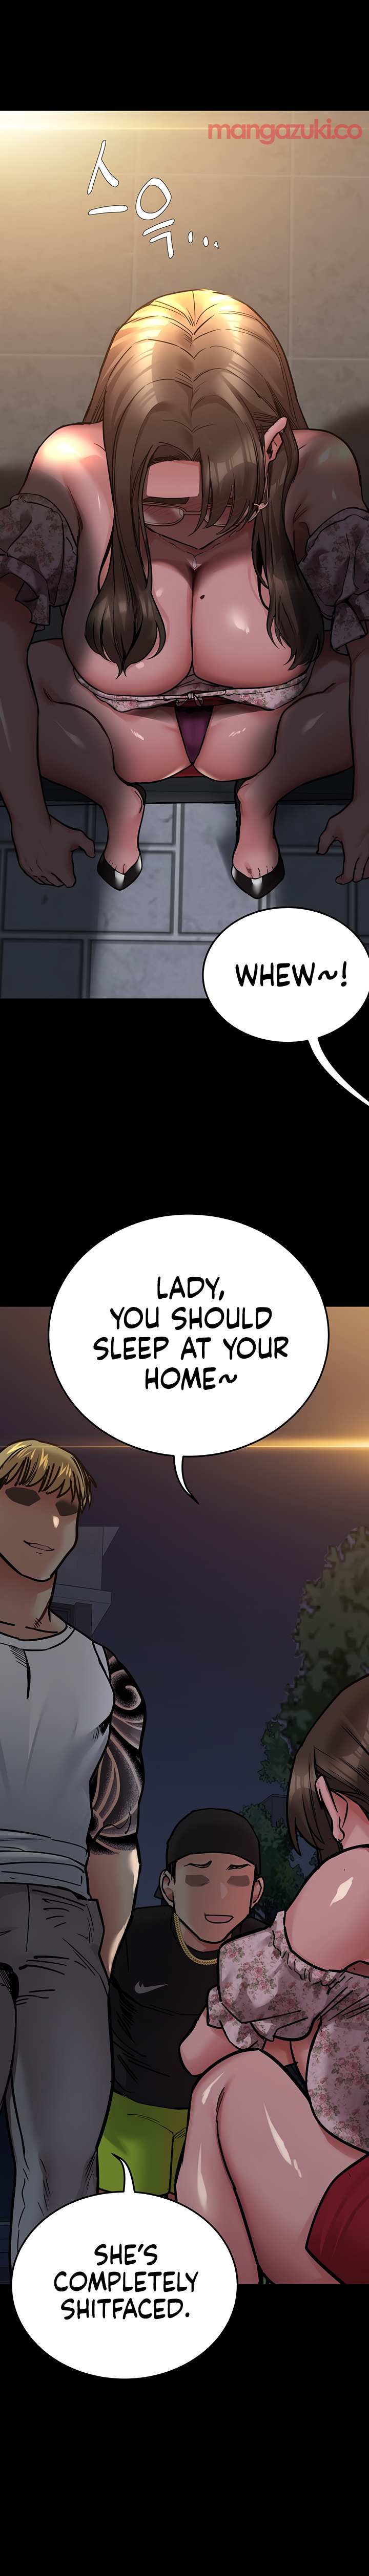 mangazuki.co
스윽...
WHEW~!
LADY,
YOU SHOULD
SLEEP AT YOUR
HOME~
SHE'S
COMPLETELY
SHITFACED.